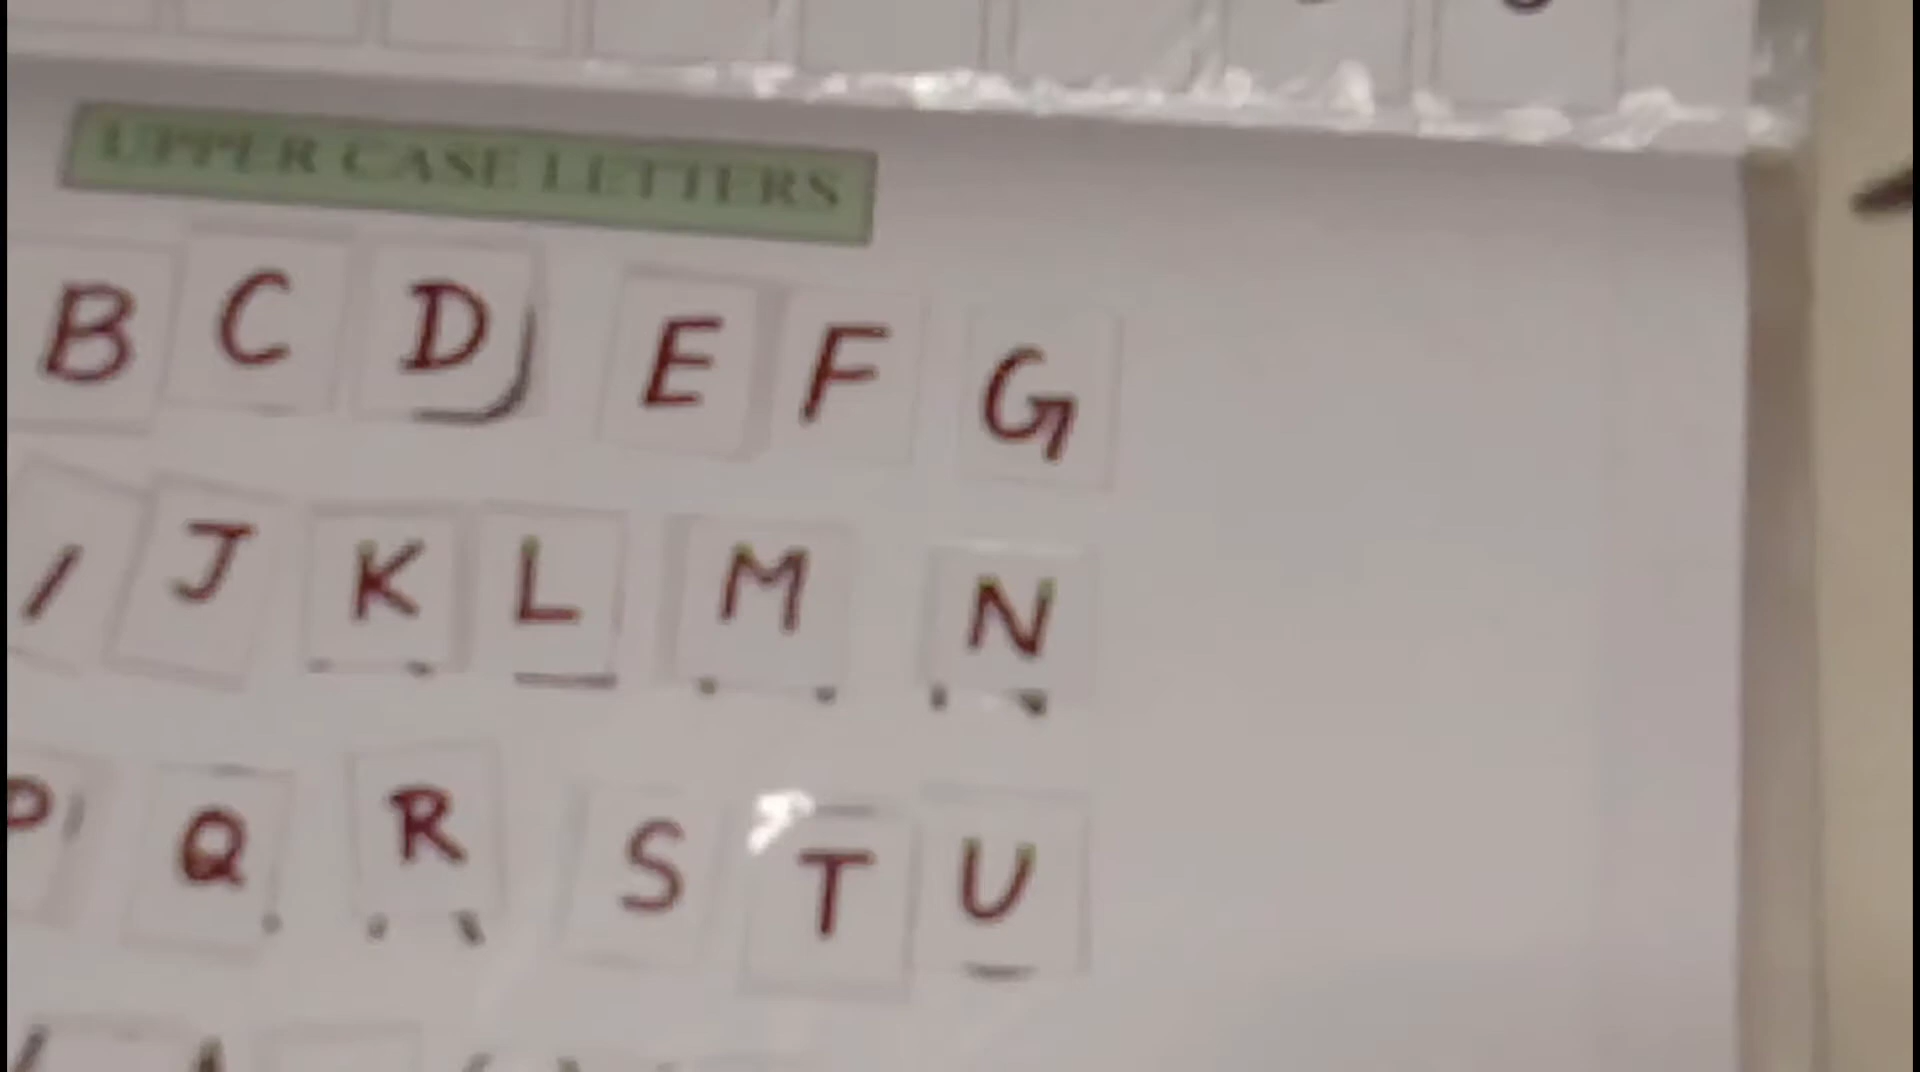 UPPER CASE LETTERS
B C D E F G
I J K L M N
P Q R S T U